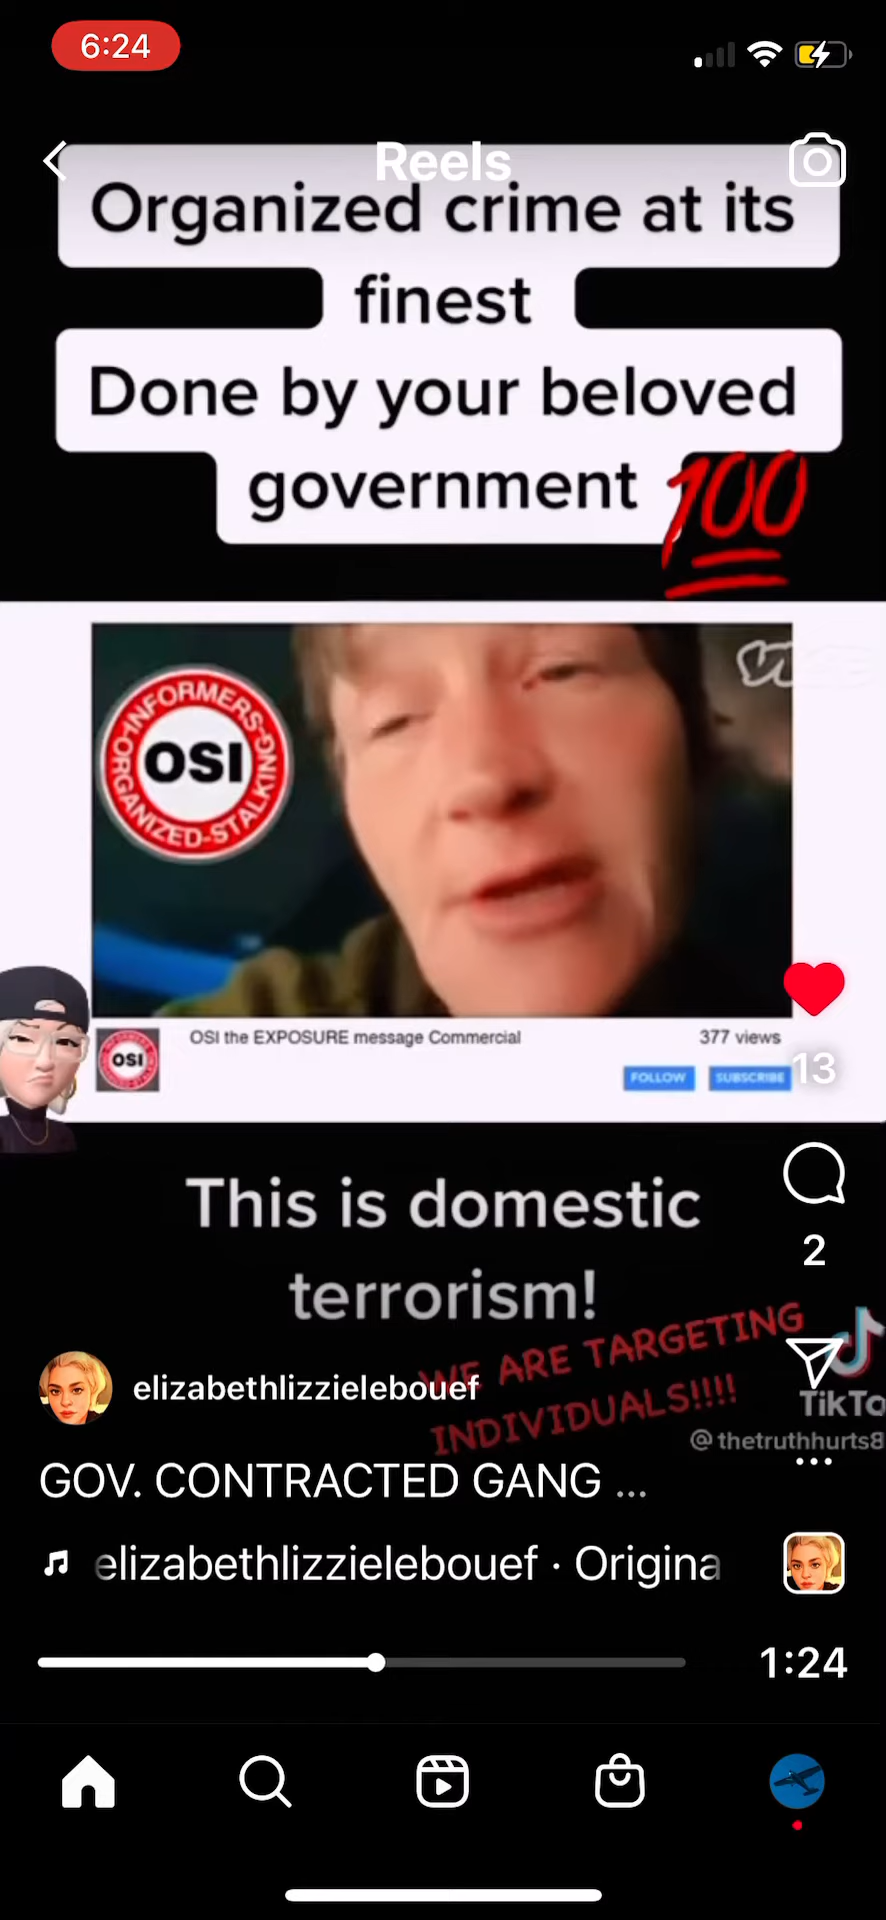 6:24
Reels
Organized crime at its
finest
Done by your beloved
government 100
VICE
INFORMERS-ORGANIZED-STALKING
OSI
OSI
OSI the EXPOSURE message Commercial
377 views
FOLLOW
SUBSCRIBE
13
2
This is domestic
terrorism!
WE ARE TARGETING
INDIVIDUALS!!!!
elizabethlizzielebouef
TikTo
@thetruthhurts8
GOV. CONTRACTED GANG ...
elizabethlizzielebouef · Origina
1:24